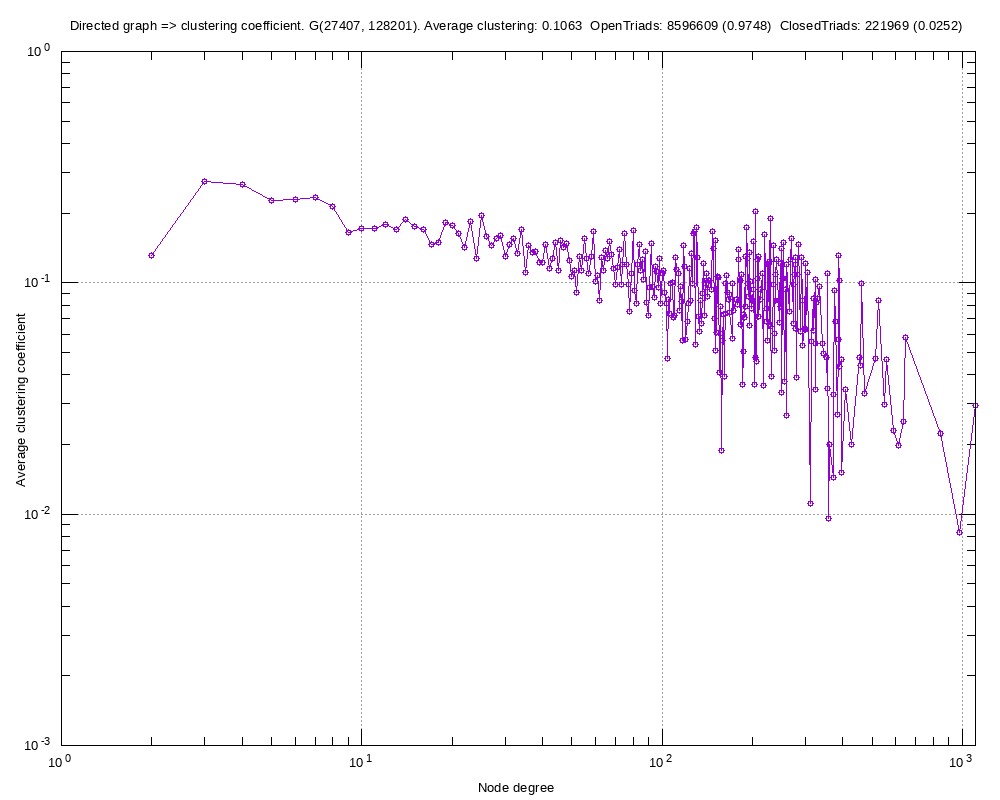 Directed graph => clustering coefficient. G(27407, 128201). Average clustering: 0.1063  OpenTriads: 8596609 (0.9748)  ClosedTriads: 221969 (0.0252)
10^0
10^-1
10^-2
10^-3
Average clustering coefficient
10^0 10^1 10^2 10^3
Node degree